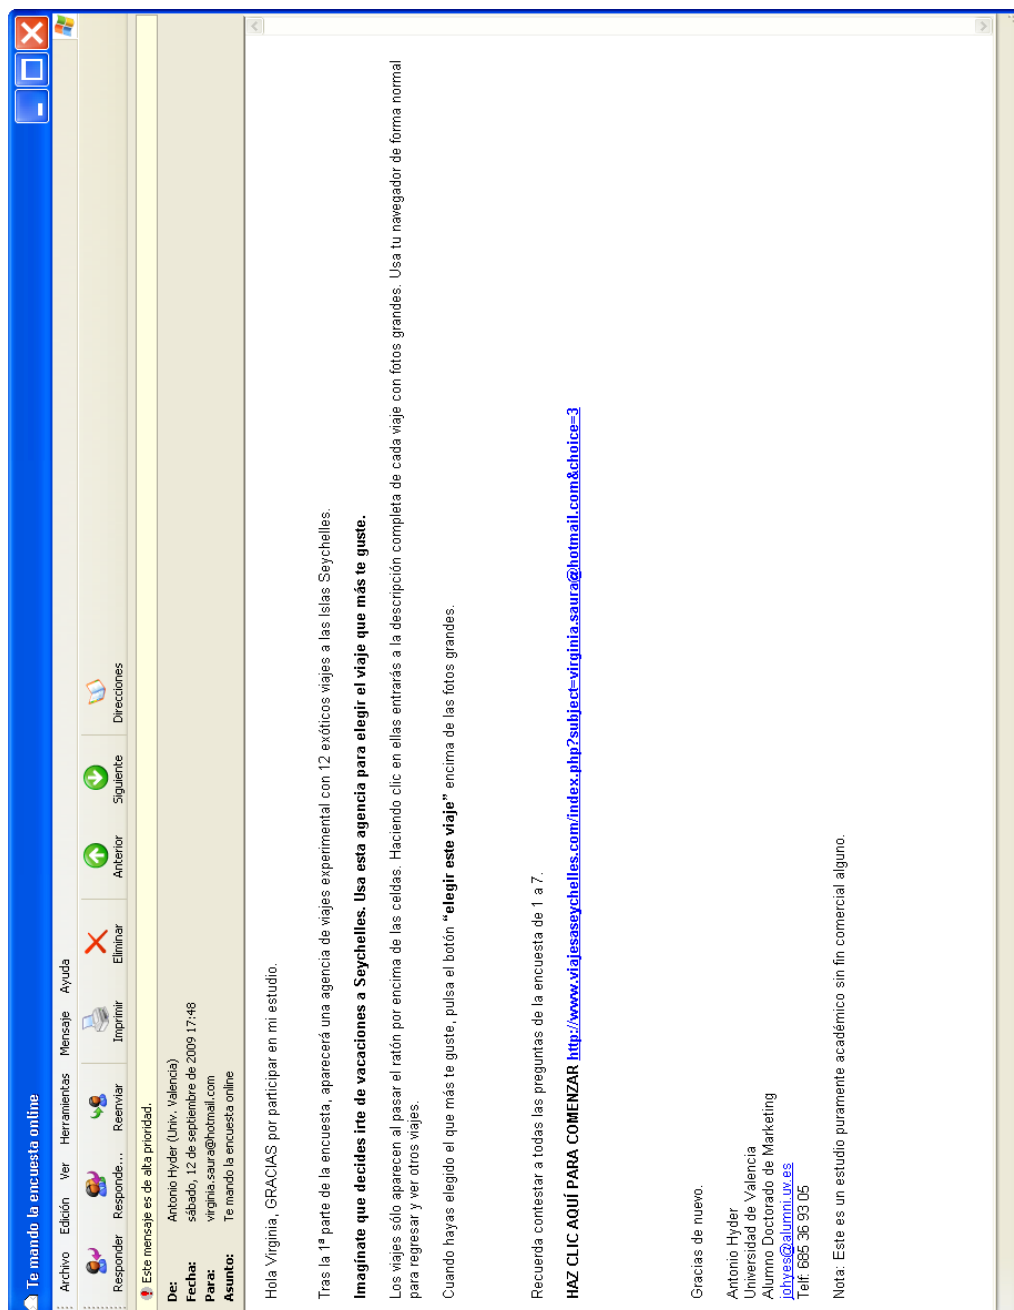 Te mando la encuesta online
Archivo Edición Ver Herramientas Mensaje Ayuda
Responder Responde... Reenviar Imprimir Eliminar Anterior Siguiente Direcciones
Este mensaje es de alta prioridad.
De: Antonio Hyder (Univ. Valencia)
Fecha: sábado, 12 de septiembre de 2009 17:48
Para: virginia.saura@hotmail.com
Asunto: Te mando la encuesta online
Hola Virginia, GRACIAS por participar en mi estudio.
Tras la 1ª parte de la encuesta, aparecerá una agencia de viajes experimental con 12 exóticos viajes a las Islas Seychelles.
Imagínate que decides irte de vacaciones a Seychelles. Usa esta agencia para elegir el viaje que más te guste.
Los viajes sólo aparecen al pasar el ratón por encima de las celdas. Haciendo clic en ellas entrarás a la descripción completa de cada viaje con fotos grandes. Usa tu navegador de forma normal
para regresar y ver otros viajes.
Cuando hayas elegido el que más te guste, pulsa el botón “elegir este viaje” encima de las fotos grandes.
Recuerda contestar a todas las preguntas de la encuesta de 1 a 7.
HAZ CLIC AQUÍ PARA COMENZAR http://www.viajesaseychelles.com/index.php?subject=virginia.saura@hotmail.com&choice=3
Gracias de nuevo.
Antonio Hyder
Universidad de Valencia
Alumno Doctorado de Marketing
johyes@alumni.uv.es
Telf: 685 36 93 05
Nota: Este es un estudio puramente académico sin fin comercial alguno.